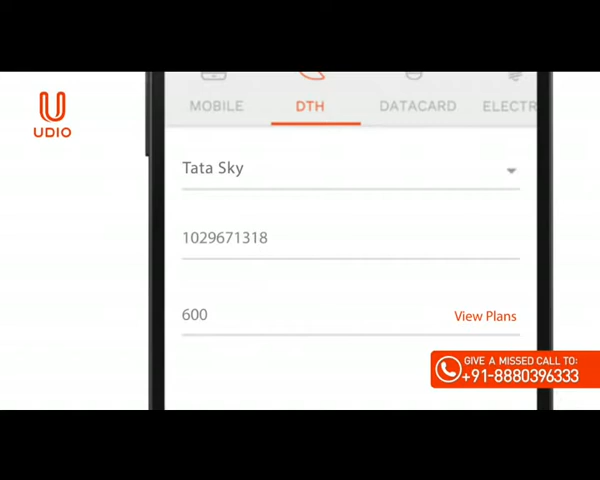 UDIO
MOBILE
DTH
DATACARD
ELECTR
Tata Sky
1029671318
600
View Plans
GIVE A MISSED CALL TO:
+91-8880396333